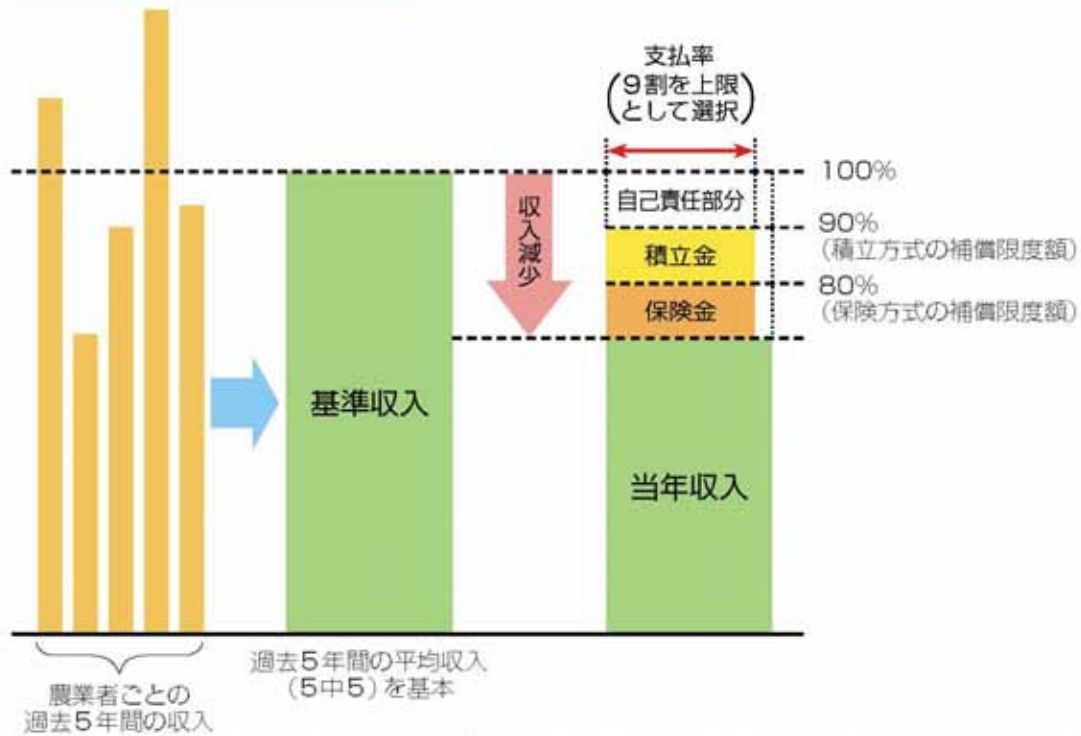 支払率
(9割を上限
として選択)
100%
自己責任部分
90%
(積立方式の補償限度額)
積立金
80%
(保険方式の補償限度額)
保険金
収入減少
基準収入
当年収入
過去5年間の平均収入
(5中5)を基本
農業者ごとの
過去5年間の収入